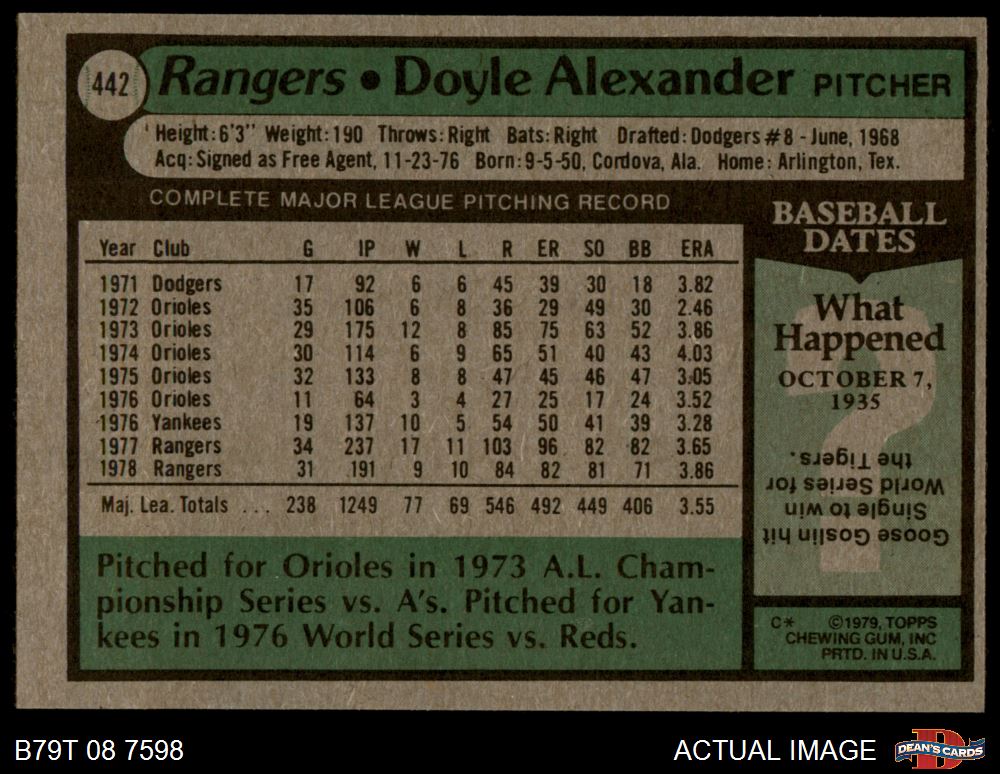 442
Rangers • Doyle Alexander PITCHER
Height: 6'3" Weight: 190 Throws: Right Bats: Right Drafted: Dodgers #8 - June, 1968
Acq: Signed as Free Agent, 11-23-76 Born: 9-5-50, Cordova, Ala. Home: Arlington, Tex.
COMPLETE MAJOR LEAGUE PITCHING RECORD
Year Club G IP W L R ER SO BB ERA
1971 Dodgers 17 92 6 6 45 39 30 18 3.82
1972 Orioles 35 106 6 8 36 29 49 30 2.46
1973 Orioles 29 175 12 8 85 75 63 52 3.86
1974 Orioles 30 114 6 9 65 51 40 43 4.03
1975 Orioles 32 133 8 8 47 45 46 47 3.05
1976 Orioles 11 64 3 4 27 25 17 24 3.52
1976 Yankees 19 137 10 5 54 50 41 39 3.28
1977 Rangers 34 237 17 11 103 96 82 82 3.65
1978 Rangers 31 191 9 10 84 82 81 71 3.86
Maj. Lea. Totals ... 238 1249 77 69 546 492 449 406 3.55
Pitched for Orioles in 1973 A.L. Cham-
pionship Series vs. A's. Pitched for Yan-
kees in 1976 World Series vs. Reds.
BASEBALL
DATES
What
Happened
OCTOBER 7,
1935
?
Goose Goslin hit
Single to win
World Series for
the Tigers.
C* ©1979, TOPPS
CHEWING GUM, INC
PRTD. IN U.S.A.
B79T 08 7598
ACTUAL IMAGE
D
DEAN'S CARDS